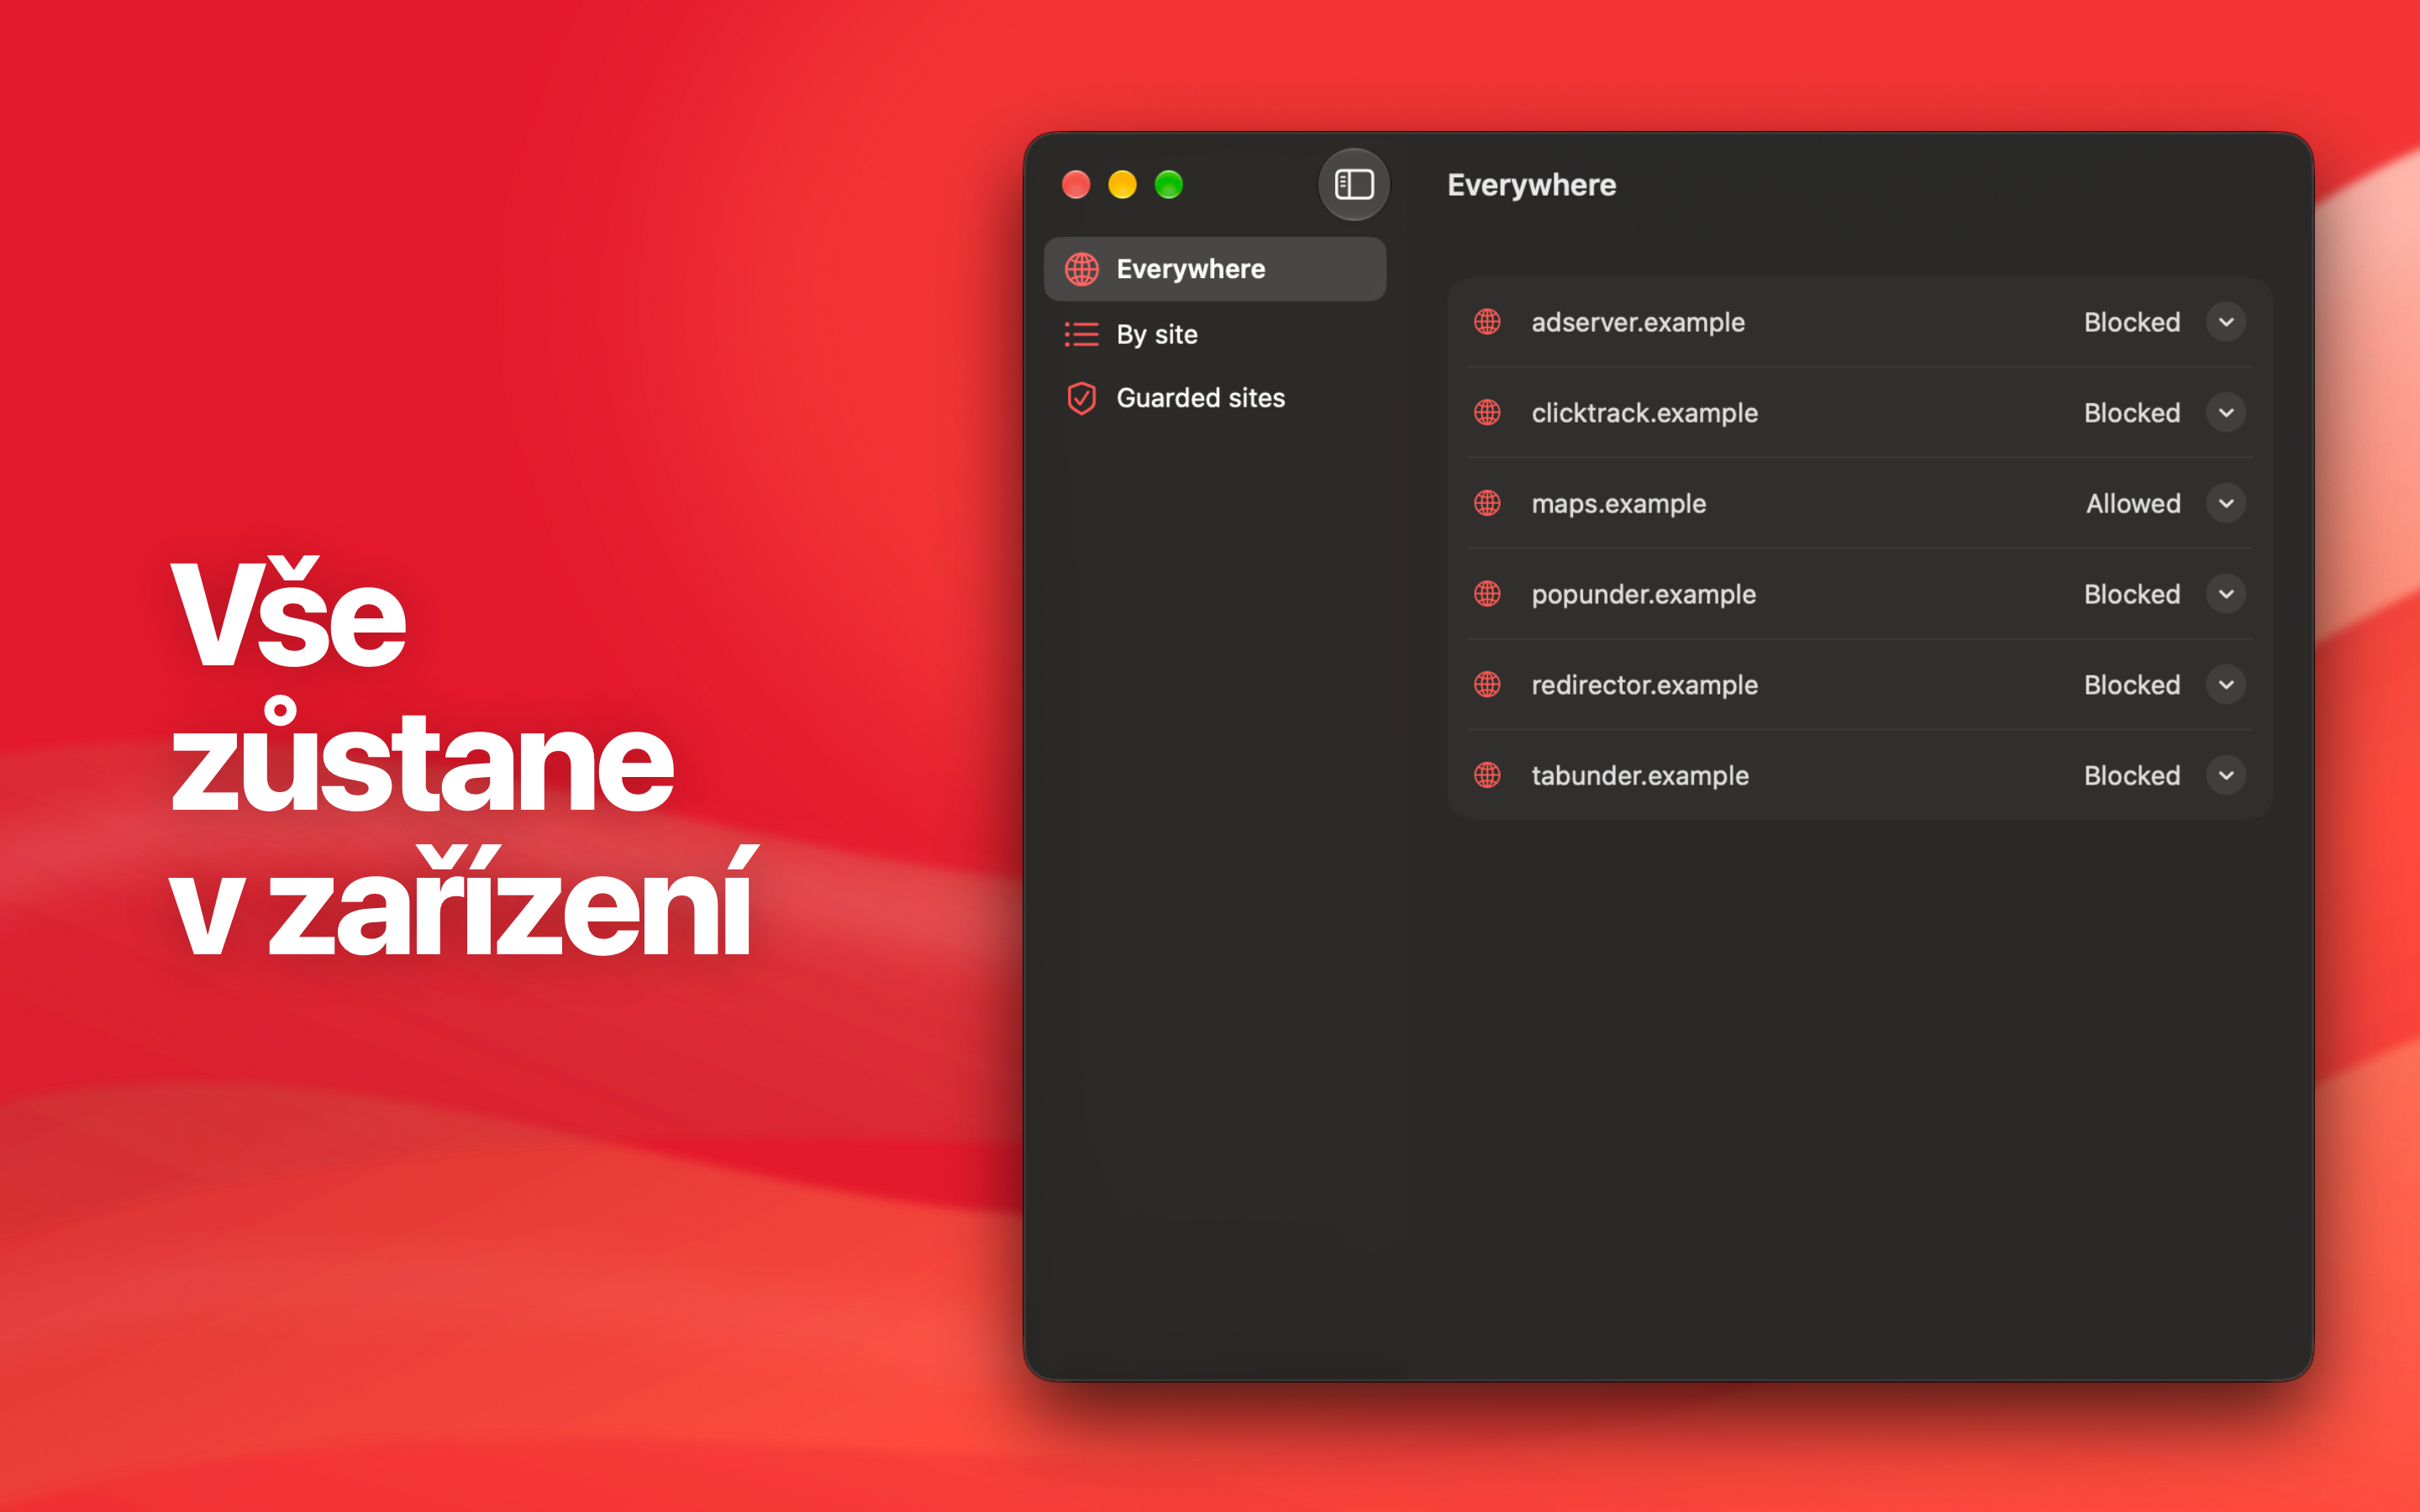 Vše
zůstane
v zařízení
Everywhere
By site
Guarded sites
Everywhere
adserver.example Blocked
clicktrack.example Blocked
maps.example Allowed
popunder.example Blocked
redirector.example Blocked
tabunder.example Blocked